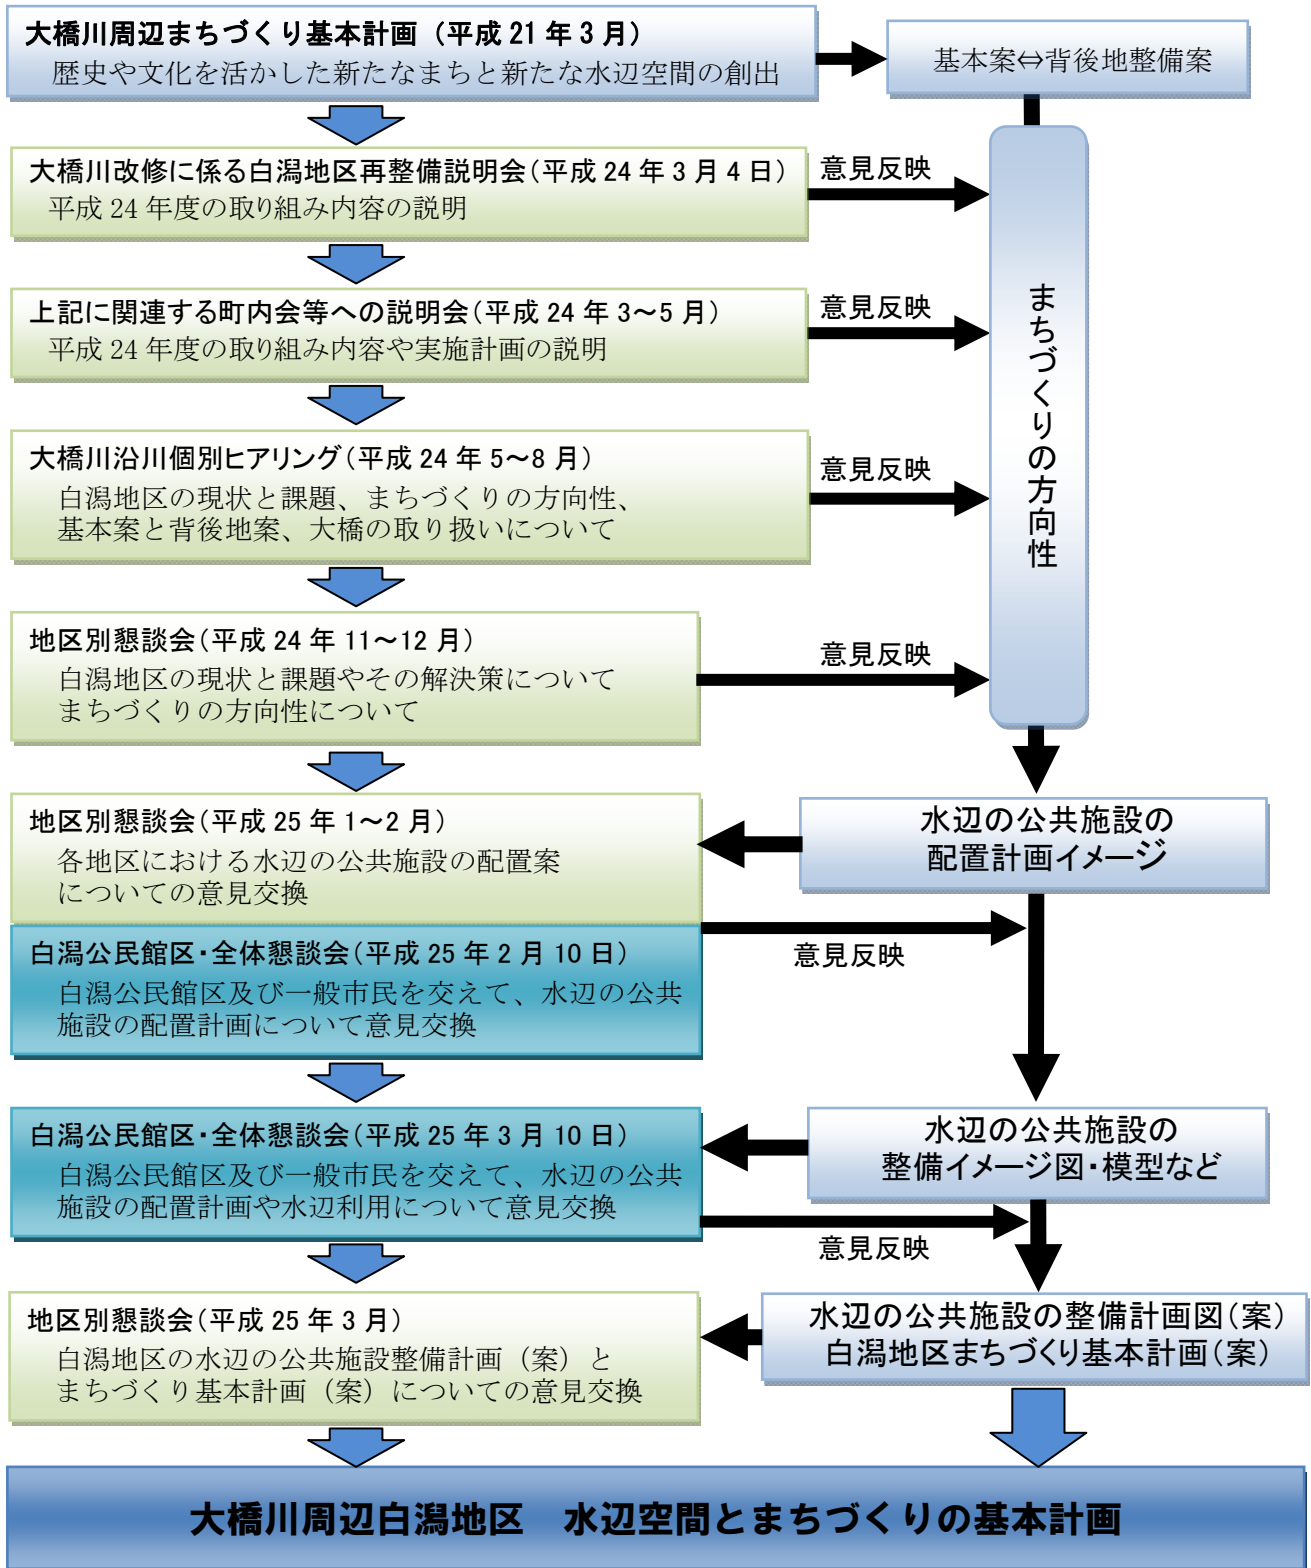 大橋川周辺まちづくり基本計画（平成 21 年 3 月）
歴史や文化を活かした新たなまちと新たな水辺空間の創出
基本案⇔背後地整備案
大橋川改修に係る白潟地区再整備説明会（平成 24 年 3 月 4 日）
平成 24 年度の取り組み内容の説明
意見反映
上記に関連する町内会等への説明会（平成 24 年 3～5 月）
平成 24 年度の取り組み内容や実施計画の説明
意見反映
まちづくりの方向性
大橋川沿川個別ヒアリング（平成 24 年 5～8 月）
白潟地区の現状と課題、まちづくりの方向性、
基本案と背後地案、大橋の取り扱いについて
意見反映
地区別懇談会（平成 24 年 11～12 月）
白潟地区の現状と課題やその解決策について
まちづくりの方向性について
意見反映
地区別懇談会（平成 25 年 1～2 月）
各地区における水辺の公共施設の配置案
についての意見交換
水辺の公共施設の
配置計画イメージ
白潟公民館区・全体懇談会（平成 25 年 2 月 10 日）
白潟公民館区及び一般市民を交えて、水辺の公共
施設の配置計画について意見交換
意見反映
白潟公民館区・全体懇談会（平成 25 年 3 月 10 日）
白潟公民館区及び一般市民を交えて、水辺の公共
施設の配置計画や水辺利用について意見交換
水辺の公共施設の
整備イメージ図・模型など
意見反映
地区別懇談会（平成 25 年 3 月）
白潟地区の水辺の公共施設整備計画（案）と
まちづくり基本計画（案）についての意見交換
水辺の公共施設の整備計画図（案）
白潟地区まちづくり基本計画（案）
大橋川周辺白潟地区　水辺空間とまちづくりの基本計画